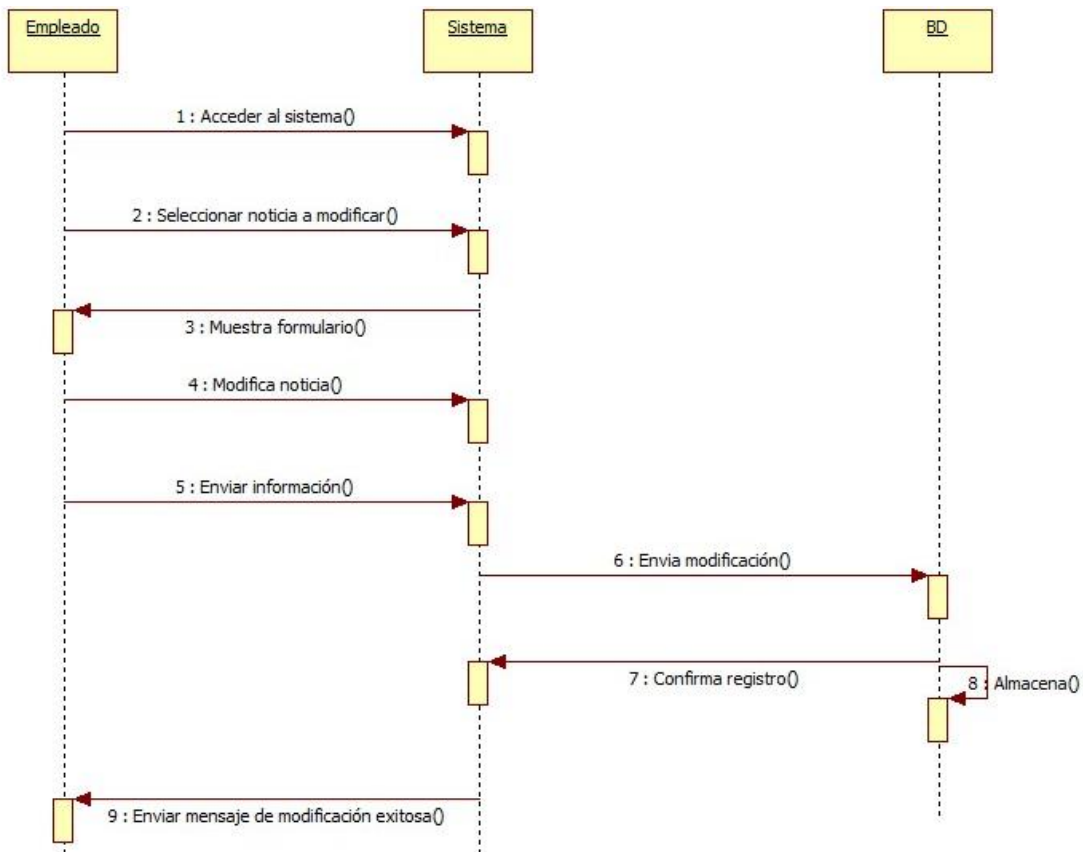 Empleado
Sistema
BD
1 : Acceder al sistema()
2 : Seleccionar noticia a modificar()
3 : Muestra formulario()
4 : Modifica noticia()
5 : Enviar información()
6 : Envia modificación()
7 : Confirma registro()
8 : Almacena()
9 : Enviar mensaje de modificación exitosa()